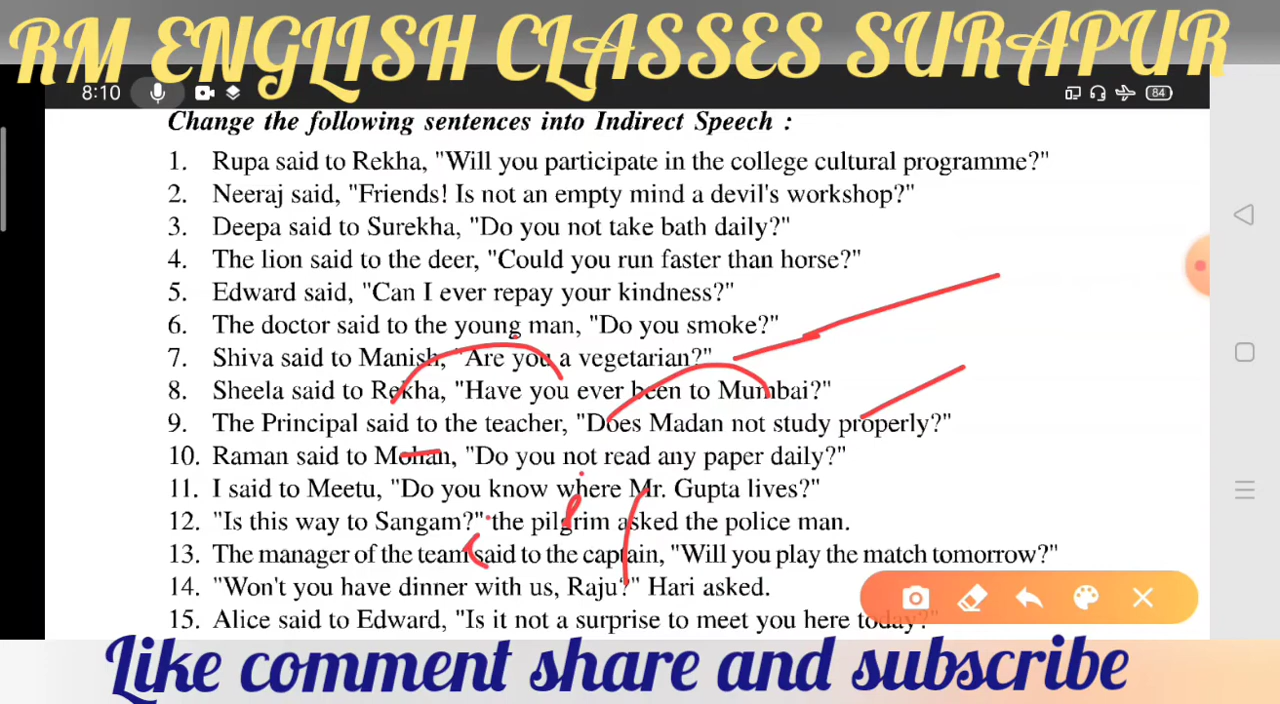 RM ENGLISH CLASSES SURAPUR
8:10
84
Change the following sentences into Indirect Speech :
1. Rupa said to Rekha, "Will you participate in the college cultural programme?"
2. Neeraj said, "Friends! Is not an empty mind a devil's workshop?"
3. Deepa said to Surekha, "Do you not take bath daily?"
4. The lion said to the deer, "Could you run faster than horse?"
5. Edward said, "Can I ever repay your kindness?"
6. The doctor said to the young man, "Do you smoke?"
7. Shiva said to Manish, "Are you a vegetarian?"
8. Sheela said to Rekha, "Have you ever been to Mumbai?"
9. The Principal said to the teacher, "Does Madan not study properly?"
10. Raman said to Mohan, "Do you not read any paper daily?"
11. I said to Meetu, "Do you know where Mr. Gupta lives?"
12. "Is this way to Sangam?" the pilgrim asked the police man.
13. The manager of the team said to the captain, "Will you play the match tomorrow?"
14. "Won't you have dinner with us, Raju?" Hari asked.
15. Alice said to Edward, "Is it not a surprise to meet you here today?"
Like comment share and subscribe